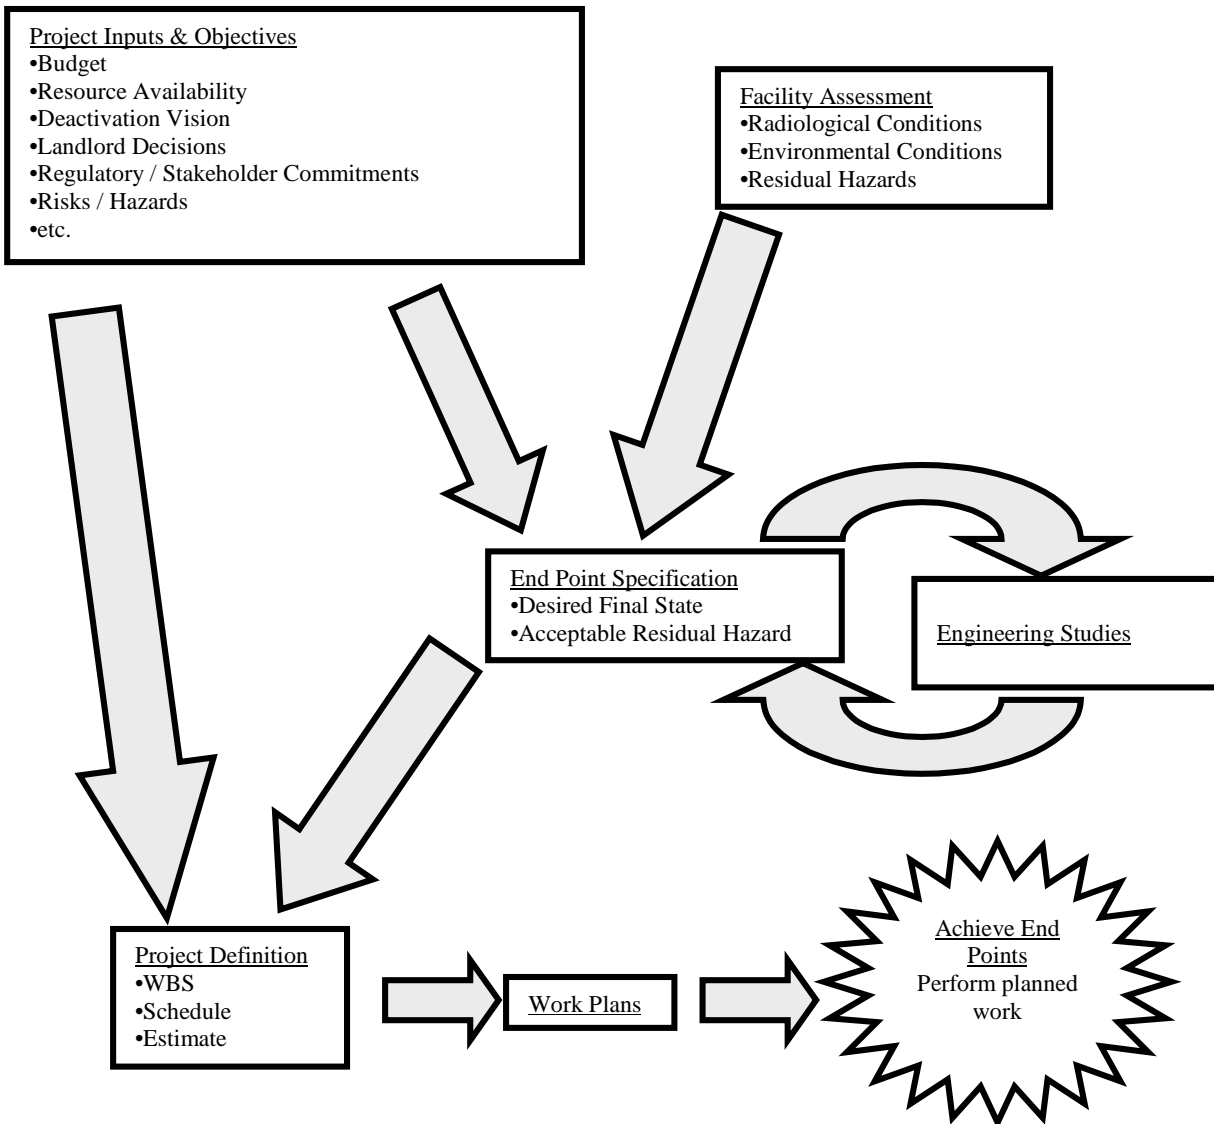 Project Inputs & Objectives
•Budget
•Resource Availability
•Deactivation Vision
•Landlord Decisions
•Regulatory / Stakeholder Commitments
•Risks / Hazards
•etc.
Facility Assessment
•Radiological Conditions
•Environmental Conditions
•Residual Hazards
End Point Specification
•Desired Final State
•Acceptable Residual Hazard
Engineering Studies
Project Definition
•WBS
•Schedule
•Estimate
Work Plans
Achieve End
Points
Perform planned
work